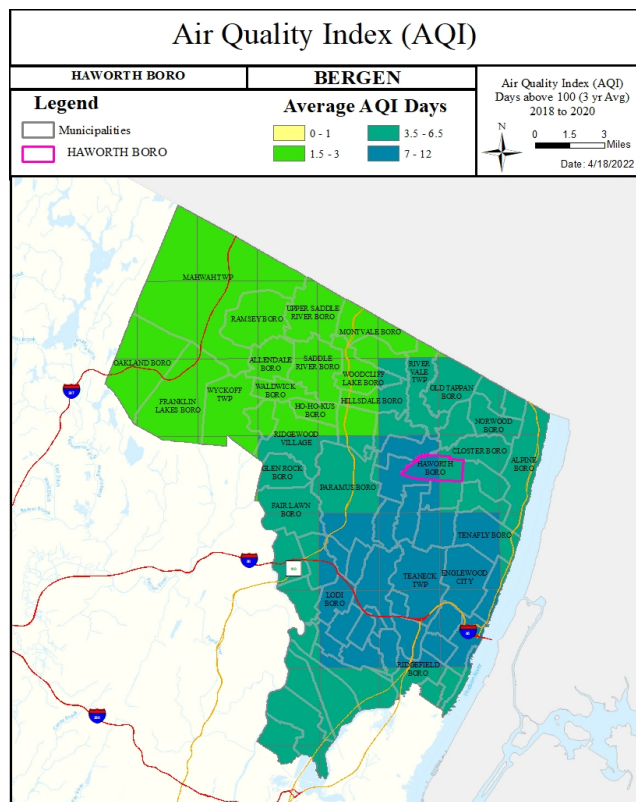 Air Quality Index (AQI)
HAWORTH BORO
BERGEN
Legend
Municipalities
HAWORTH BORO
Average AQI Days
0 - 1
1.5 - 3
3.5 - 6.5
7 - 12
Air Quality Index (AQI)
Days above 100 (3 yr Avg)
2018 to 2020
N
0 1.5 3
Miles
Date: 4/18/2022
MAHWAH TWP
RAMSEY BORO
UPPER SADDLE
RIVER BORO
MONTVALE BORO
OAKLAND BORO
ALLENDALE
BORO
SADDLE
RIVER BORO
WOODCLIFF
LAKE BORO
RIVER
VALE
TWP
OLD TAPPAN
BORO
FRANKLIN
LAKES BORO
WYCKOFF
TWP
WALDWICK
BORO
HO-HO-KUS
BORO
HILLSDALE BORO
NORWOOD
BORO
RIDGEWOOD
VILLAGE
CLOSTER BORO
ALPINE
BORO
GLEN ROCK
BORO
HAWORTH
BORO
PARAMUS BORO
FAIR LAWN
BORO
TENAFLY BORO
TEANECK
TWP
ENGLEWOOD
CITY
LODI
BORO
RIDGEFIELD
BORO